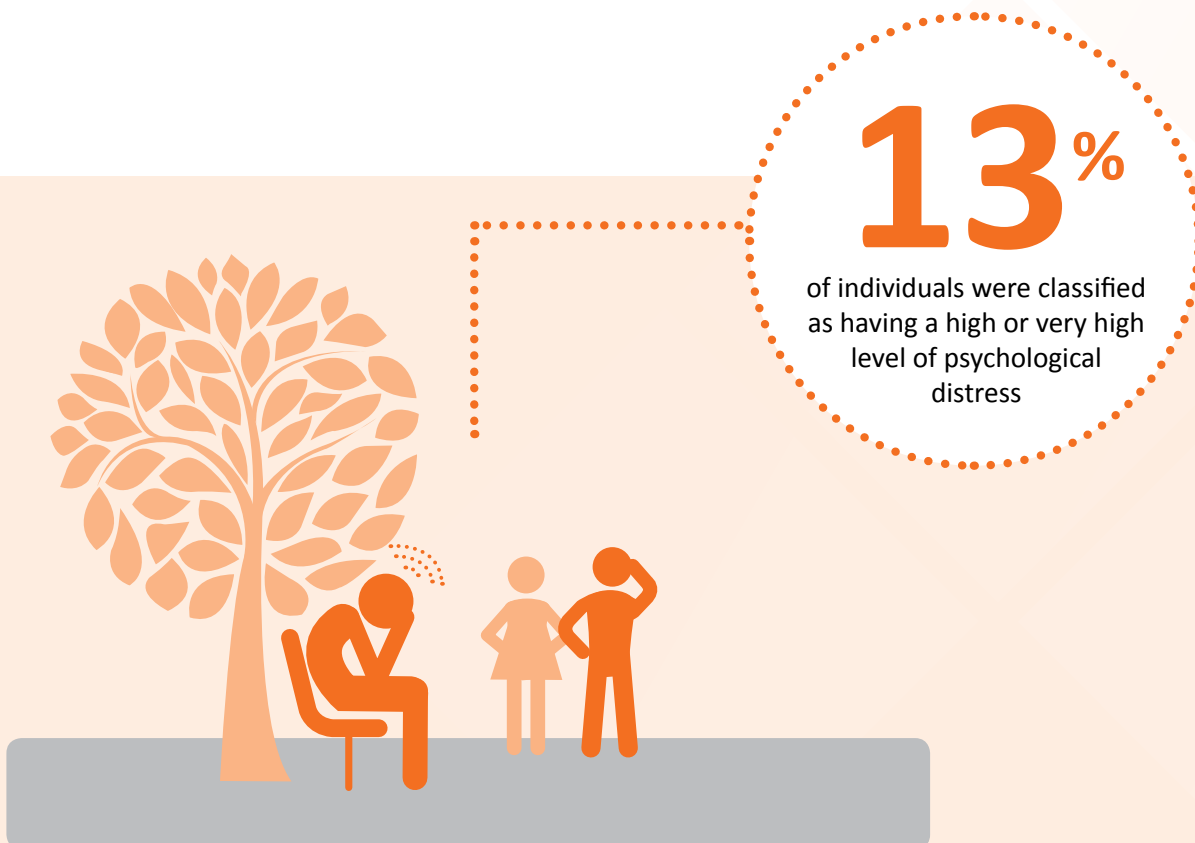 13%
of individuals were classified
as having a high or very high
level of psychological
distress